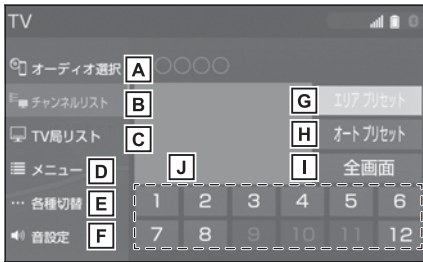 TV
オーディオ選択 A ○○○○
チャンネルリスト B G エリアプリセット
TV局リスト C H オートプリセット
メニュー D J I 全画面
… 各種切替 E 1 2 3 4 5 6
音設定 F 7 8 9 10 11 12